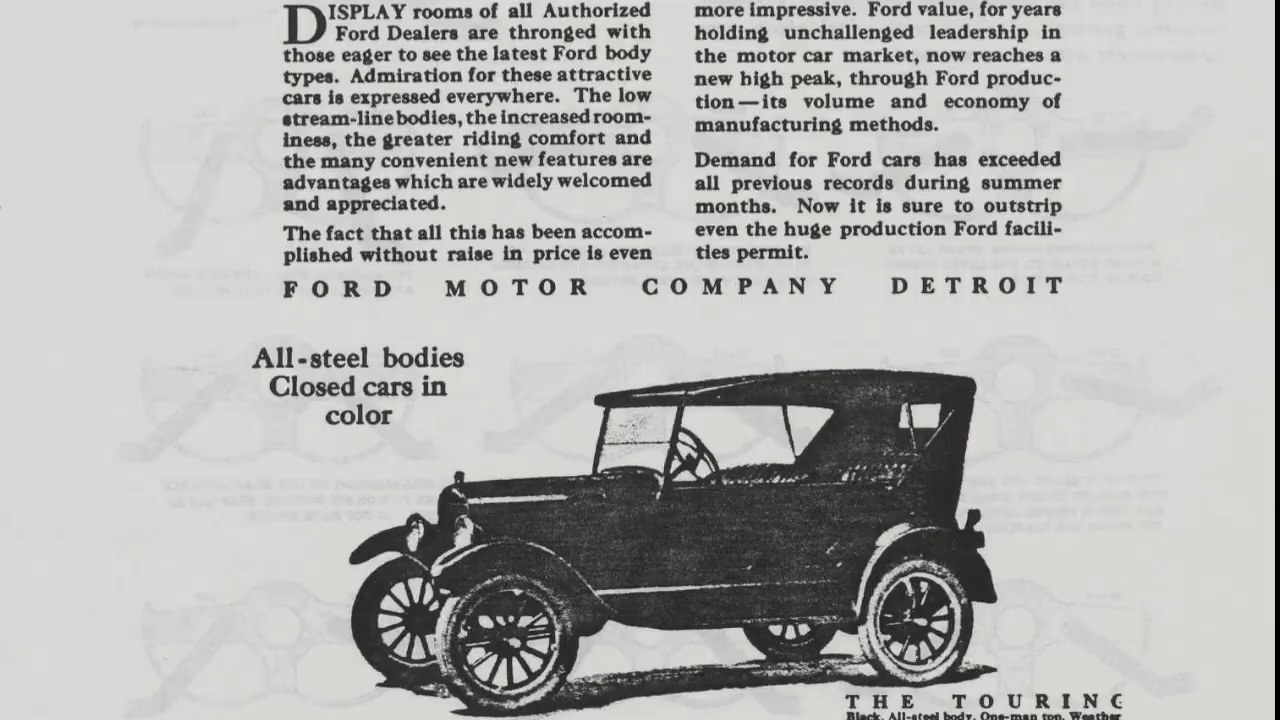 DISPLAY rooms of all Authorized
Ford Dealers are thronged with
those eager to see the latest Ford body
types. Admiration for these attractive
cars is expressed everywhere. The low
stream-line bodies, the increased room-
iness, the greater riding comfort and
the many convenient new features are
advantages which are widely welcomed
and appreciated.
The fact that all this has been accom-
plished without raise in price is even
more impressive. Ford value, for years
holding unchallenged leadership in
the motor car market, now reaches a
new high peak, through Ford produc-
tion—its volume and economy of
manufacturing methods.
Demand for Ford cars has exceeded
all previous records during summer
months. Now it is sure to outstrip
even the huge production Ford facili-
ties permit.
FORD MOTOR COMPANY DETROIT
All-steel bodies
Closed cars in
color
THE TOURING
Black. All-steel body. One-man top. Weather